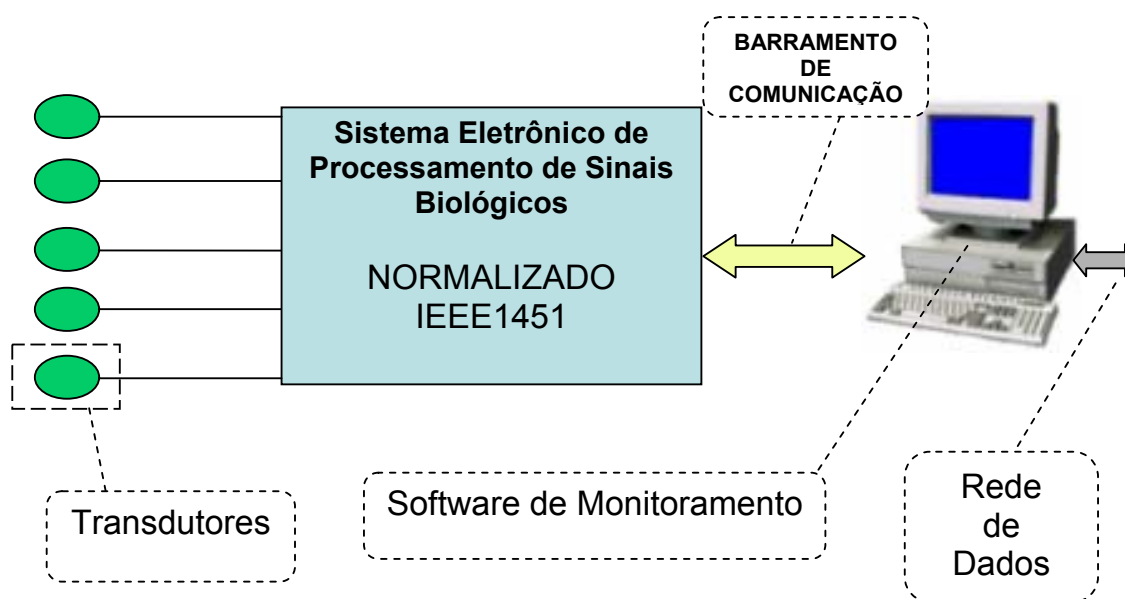 BARRAMENTO
DE
COMUNICAÇÃO
Sistema Eletrônico de
Processamento de Sinais
Biológicos
NORMALIZADO
IEEE1451
Transdutores
Software de Monitoramento
Rede
de
Dados